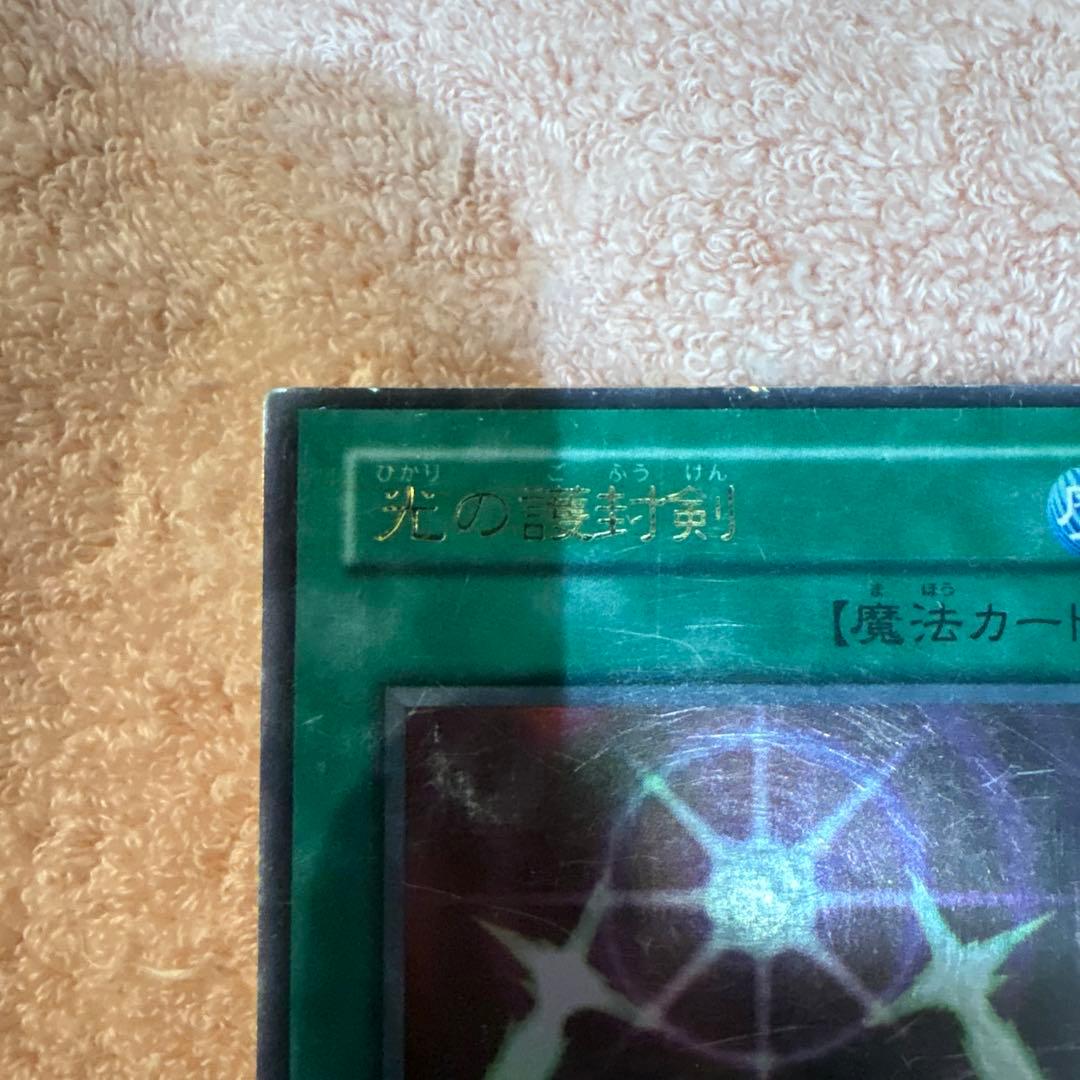 ひかり ご ふう けん
光の護封剣
ま ほう
【魔法カード